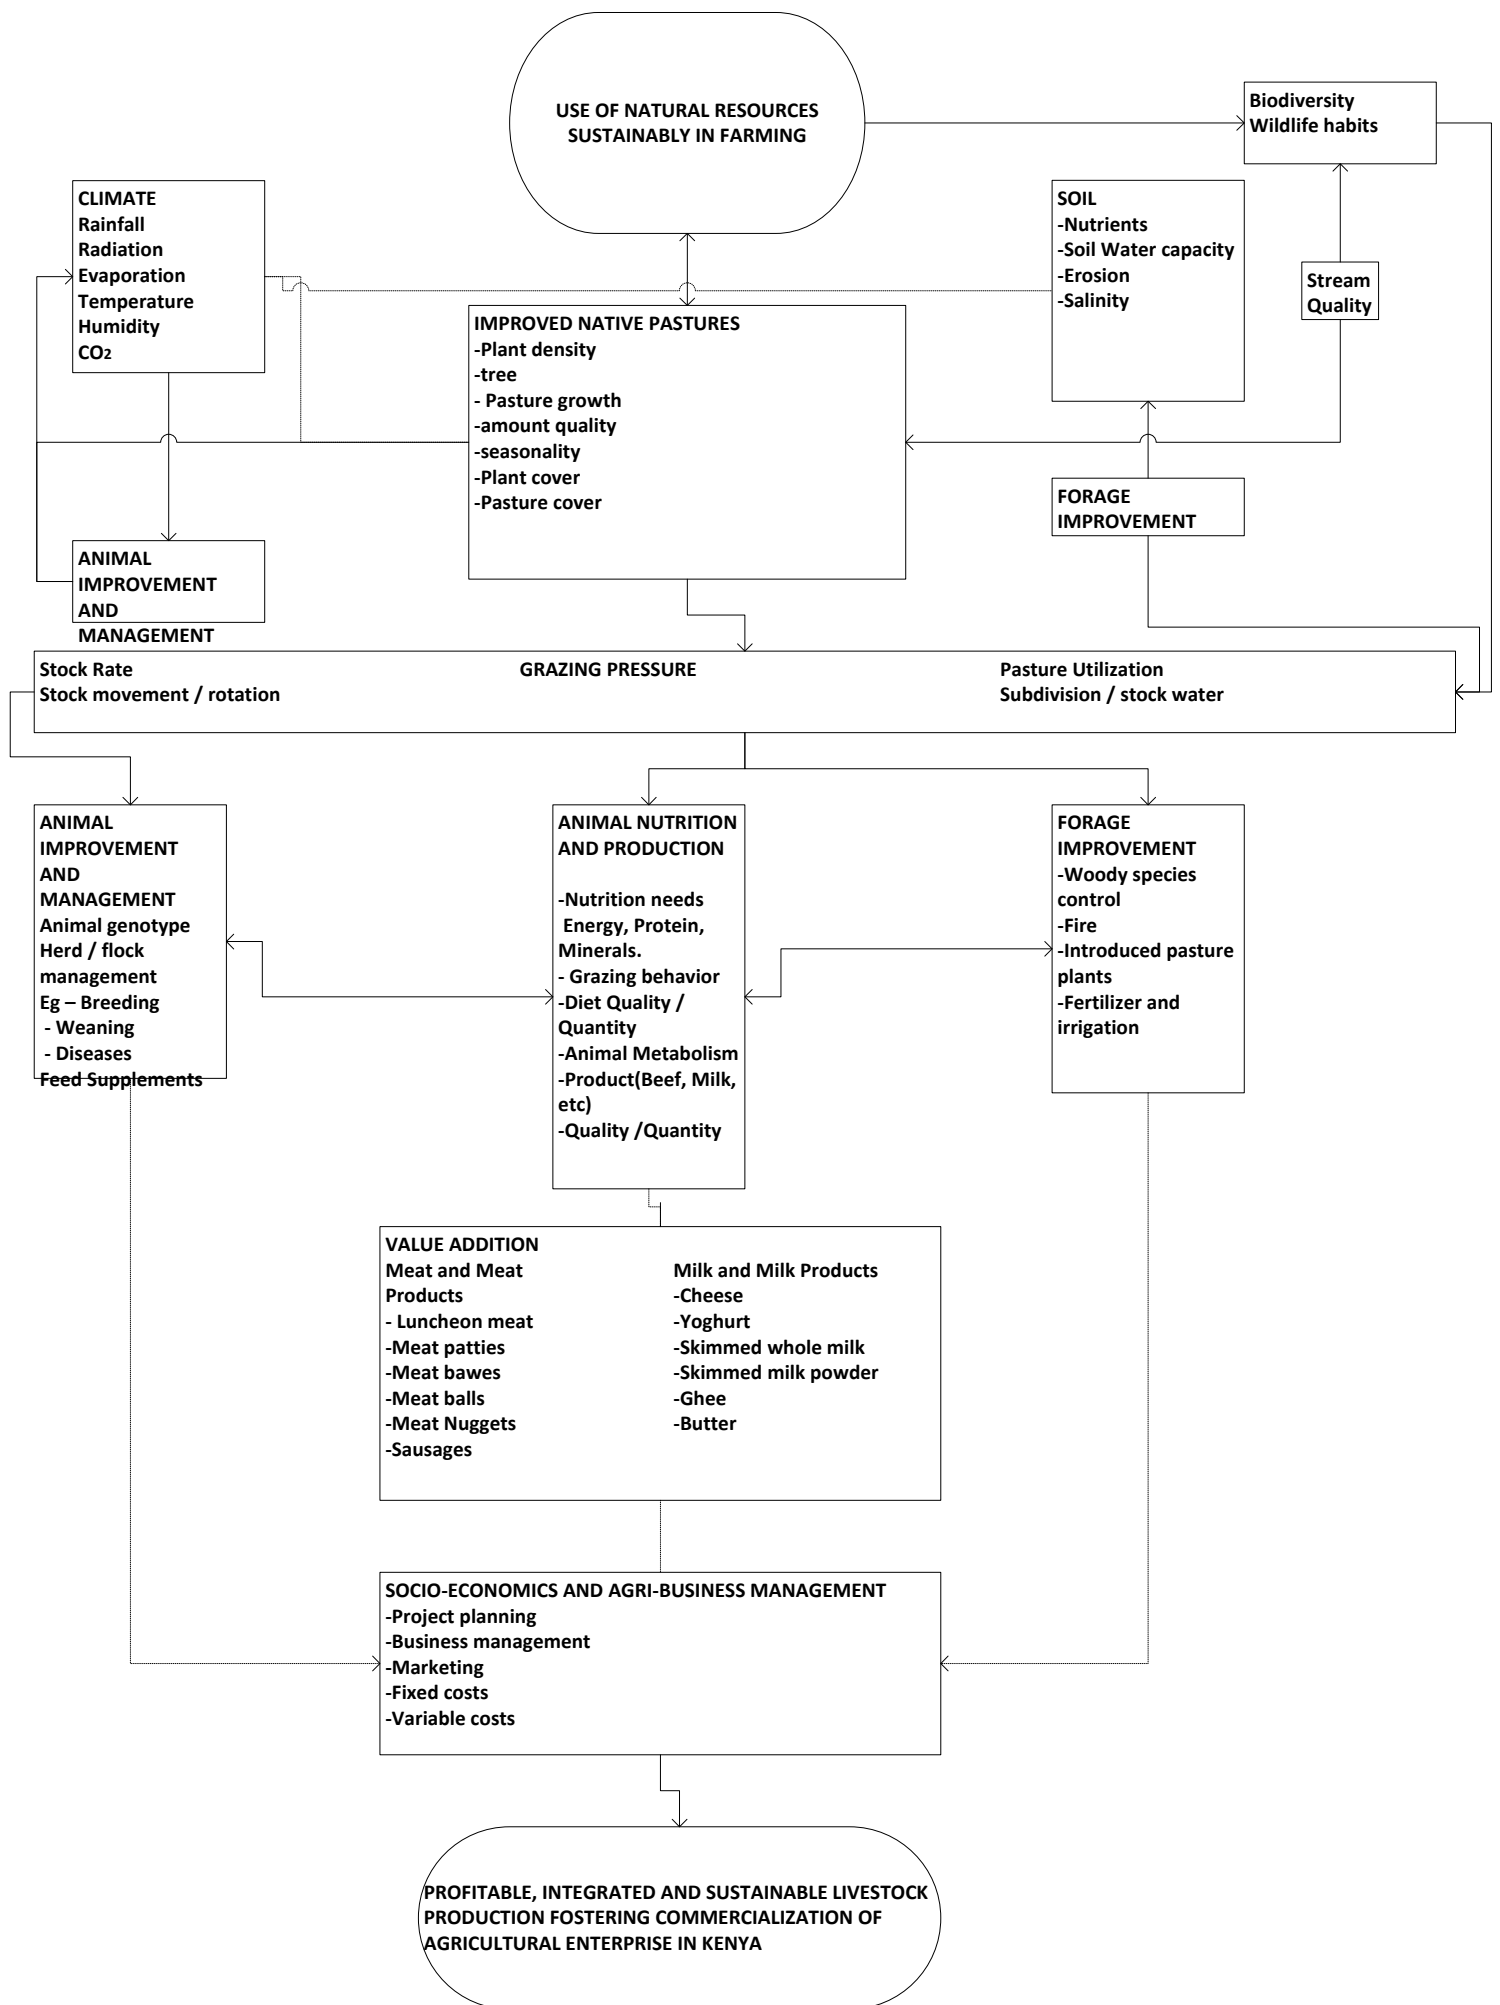 USE OF NATURAL RESOURCES
SUSTAINABLY IN FARMING
Biodiversity
Wildlife habits
CLIMATE
Rainfall
Radiation
Evaporation
Temperature
Humidity
CO2
SOIL
-Nutrients
-Soil Water capacity
-Erosion
-Salinity
Stream
Quality
IMPROVED NATIVE PASTURES
-Plant density
-tree
- Pasture growth
-amount quality
-seasonality
-Plant cover
-Pasture cover
FORAGE
IMPROVEMENT
ANIMAL
IMPROVEMENT
AND
MANAGEMENT
Stock Rate
Stock movement / rotation
GRAZING PRESSURE
Pasture Utilization
Subdivision / stock water
ANIMAL
IMPROVEMENT
AND
MANAGEMENT
Animal genotype
Herd / flock
management
Eg – Breeding
- Weaning
- Diseases
Feed Supplements
ANIMAL NUTRITION
AND PRODUCTION
-Nutrition needs
Energy, Protein,
Minerals.
- Grazing behavior
-Diet Quality /
Quantity
-Animal Metabolism
-Product(Beef, Milk,
etc)
-Quality /Quantity
FORAGE
IMPROVEMENT
-Woody species
control
-Fire
-Introduced pasture
plants
-Fertilizer and
irrigation
VALUE ADDITION
Meat and Meat
Products
- Luncheon meat
-Meat patties
-Meat bawes
-Meat balls
-Meat Nuggets
-Sausages
Milk and Milk Products
-Cheese
-Yoghurt
-Skimmed whole milk
-Skimmed milk powder
-Ghee
-Butter
SOCIO-ECONOMICS AND AGRI-BUSINESS MANAGEMENT
-Project planning
-Business management
-Marketing
-Fixed costs
-Variable costs
PROFITABLE, INTEGRATED AND SUSTAINABLE LIVESTOCK
PRODUCTION FOSTERING COMMERCIALIZATION OF
AGRICULTURAL ENTERPRISE IN KENYA